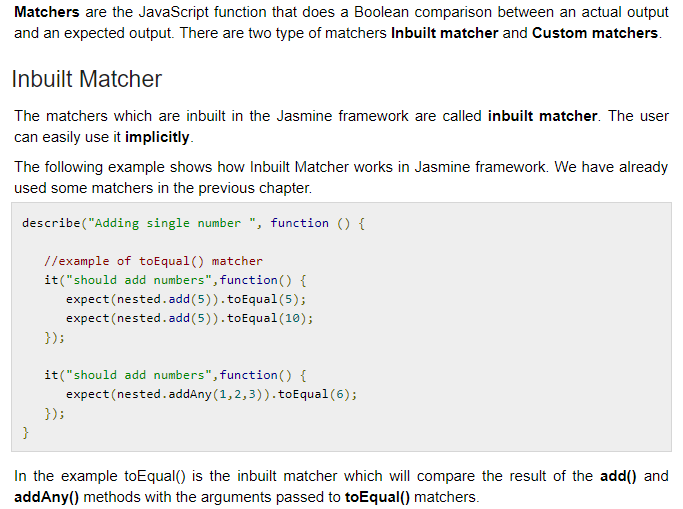 Matchers are the JavaScript function that does a Boolean comparison between an actual output
and an expected output. There are two type of matchers Inbuilt matcher and Custom matchers.
Inbuilt Matcher
The matchers which are inbuilt in the Jasmine framework are called inbuilt matcher. The user
can easily use it implicitly.
The following example shows how Inbuilt Matcher works in Jasmine framework. We have already
used some matchers in the previous chapter.
describe("Adding single number ", function () {
//example of toEqual() matcher
it("should add numbers",function() {
expect(nested.add(5)).toEqual(5);
expect(nested.add(5)).toEqual(10);
});
it("should add numbers",function() {
expect(nested.addAny(1,2,3)).toEqual(6);
});
}
In the example toEqual() is the inbuilt matcher which will compare the result of the add() and
addAny() methods with the arguments passed to toEqual() matchers.